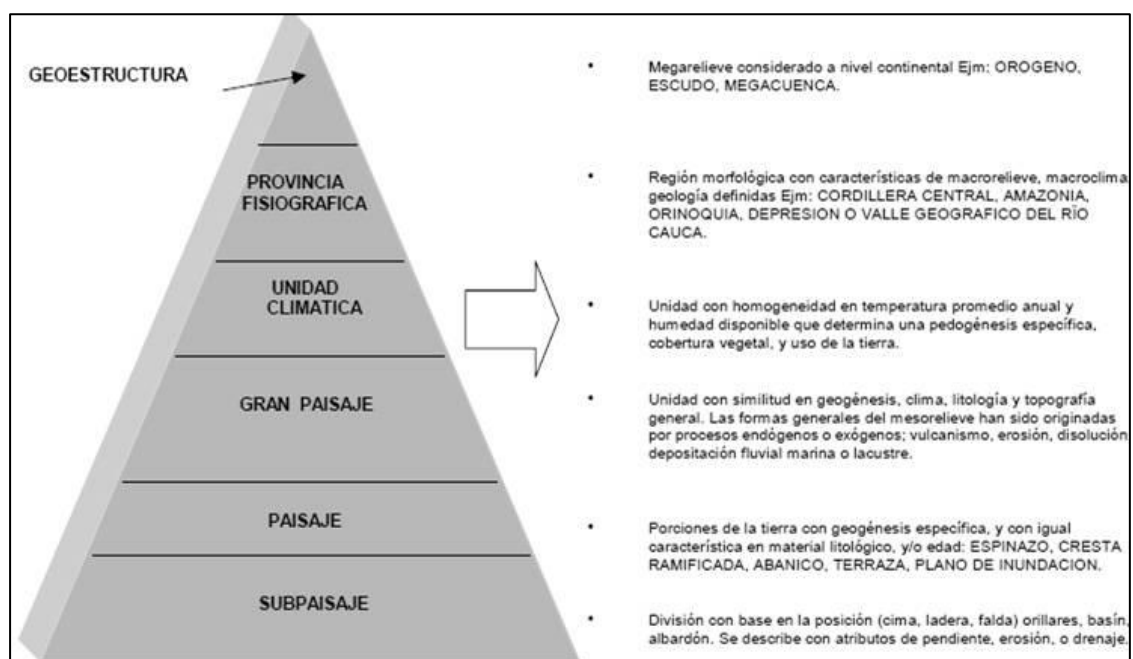 GEOESTRUCTURA
• Megarelieve considerado a nivel continental Ejm: OROGENO,
ESCUDO, MEGACUENCA.
PROVINCIA
FISIOGRAFICA
• Región morfológica con características de macrorelieve, macroclima
geología definidas Ejm: CORDILLERA CENTRAL, AMAZONIA,
ORINOQUIA, DEPRESION O VALLE GEOGRAFICO DEL RÏO
CAUCA.
UNIDAD
CLIMATICA
• Unidad con homogeneidad en temperatura promedio anual y
humedad disponible que determina una pedogénesis específica,
cobertura vegetal, y uso de la tierra.
GRAN PAISAJE
• Unidad con similitud en geogénesis, clima, litología y topografía
general. Las formas generales del mesorelieve han sido originadas
por procesos endógenos o exógenos; vulcanismo, erosión, disolución
depositación fluvial marina o lacustre.
PAISAJE
• Porciones de la tierra con geogénesis específica, y con igual
característica en material litológico, y/o edad: ESPINAZO, CRESTA
RAMIFICADA, ABANICO, TERRAZA, PLANO DE INUNDACION.
SUBPAISAJE
• División con base en la posición (cima, ladera, falda) orillares, basín,
albardón. Se describe con atributos de pendiente, erosión, o drenaje.